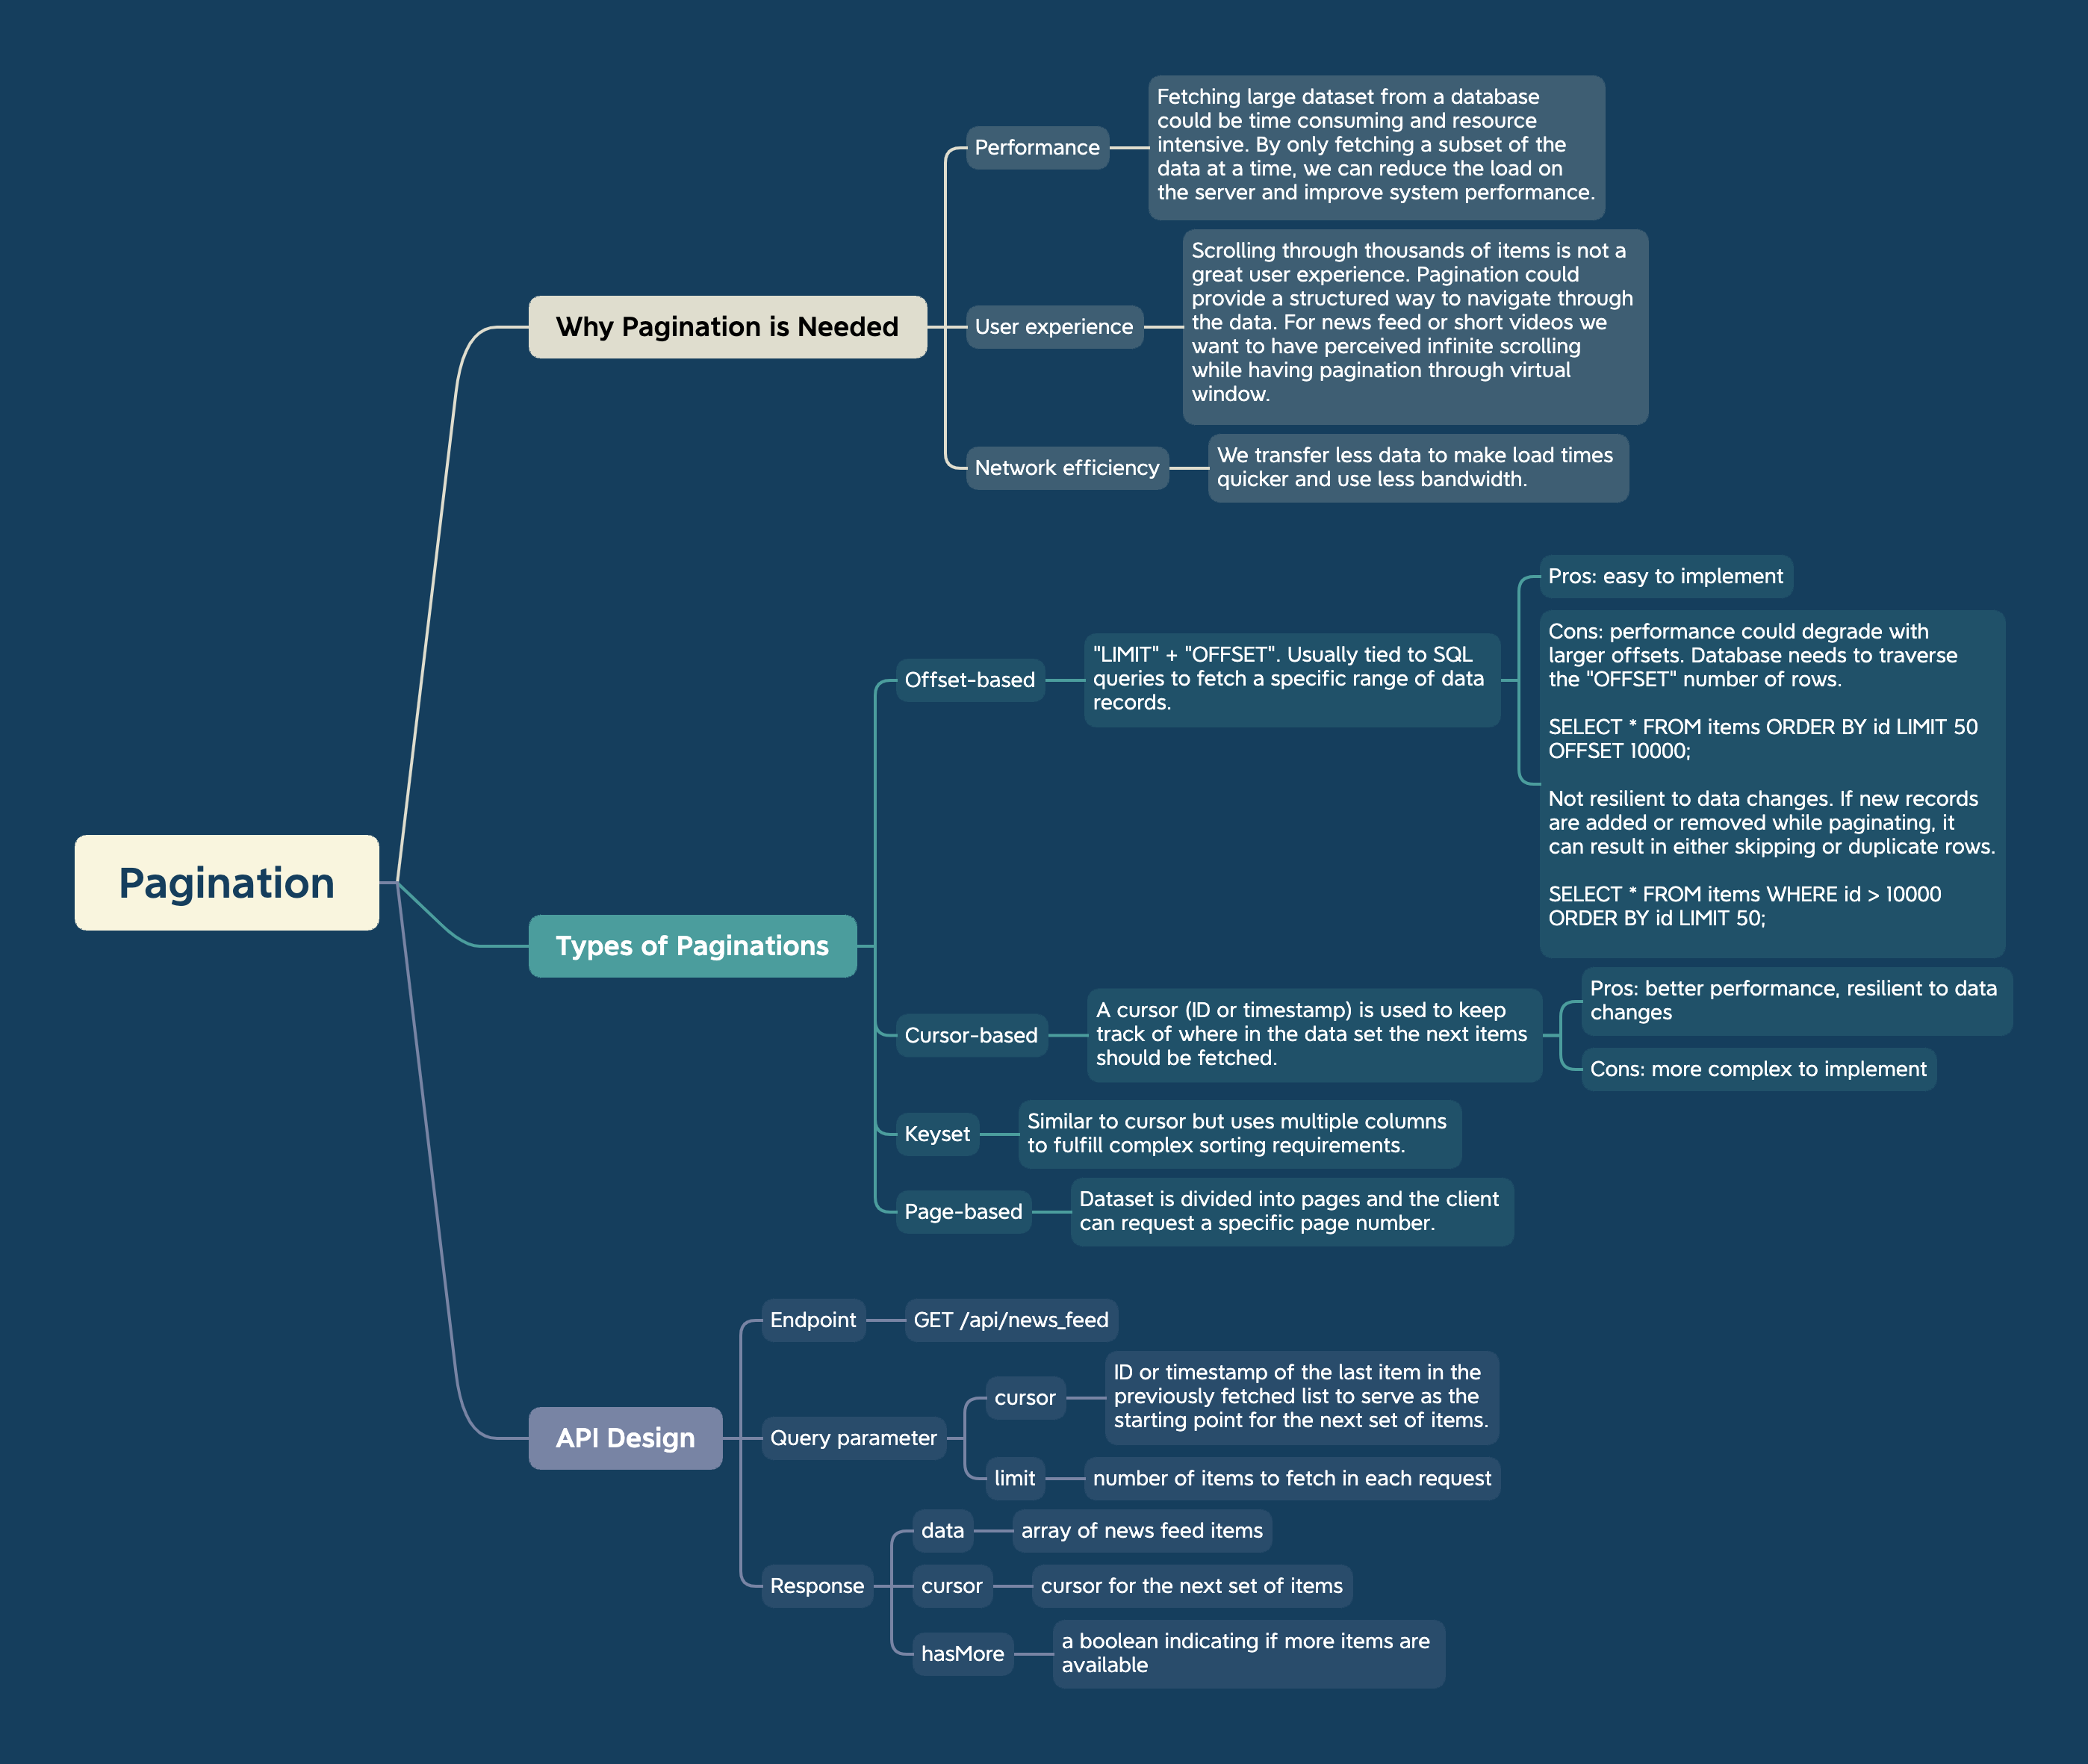 Pagination
Why Pagination is Needed
Performance
Fetching large dataset from a database
could be time consuming and resource
intensive. By only fetching a subset of the
data at a time, we can reduce the load on
the server and improve system performance.
User experience
Scrolling through thousands of items is not a
great user experience. Pagination could
provide a structured way to navigate through
the data. For news feed or short videos we
want to have perceived infinite scrolling
while having pagination through virtual
window.
Network efficiency
We transfer less data to make load times
quicker and use less bandwidth.
Types of Paginations
Offset-based
"LIMIT" + "OFFSET". Usually tied to SQL
queries to fetch a specific range of data
records.
Pros: easy to implement
Cons: performance could degrade with
larger offsets. Database needs to traverse
the "OFFSET" number of rows.
SELECT * FROM items ORDER BY id LIMIT 50
OFFSET 10000;
Not resilient to data changes. If new records
are added or removed while paginating, it
can result in either skipping or duplicate rows.
SELECT * FROM items WHERE id > 10000
ORDER BY id LIMIT 50;
Cursor-based
A cursor (ID or timestamp) is used to keep
track of where in the data set the next items
should be fetched.
Pros: better performance, resilient to data
changes
Cons: more complex to implement
Keyset
Similar to cursor but uses multiple columns
to fulfill complex sorting requirements.
Page-based
Dataset is divided into pages and the client
can request a specific page number.
API Design
Endpoint
GET /api/news_feed
Query parameter
cursor
ID or timestamp of the last item in the
previously fetched list to serve as the
starting point for the next set of items.
limit
number of items to fetch in each request
Response
data
array of news feed items
cursor
cursor for the next set of items
hasMore
a boolean indicating if more items are
available